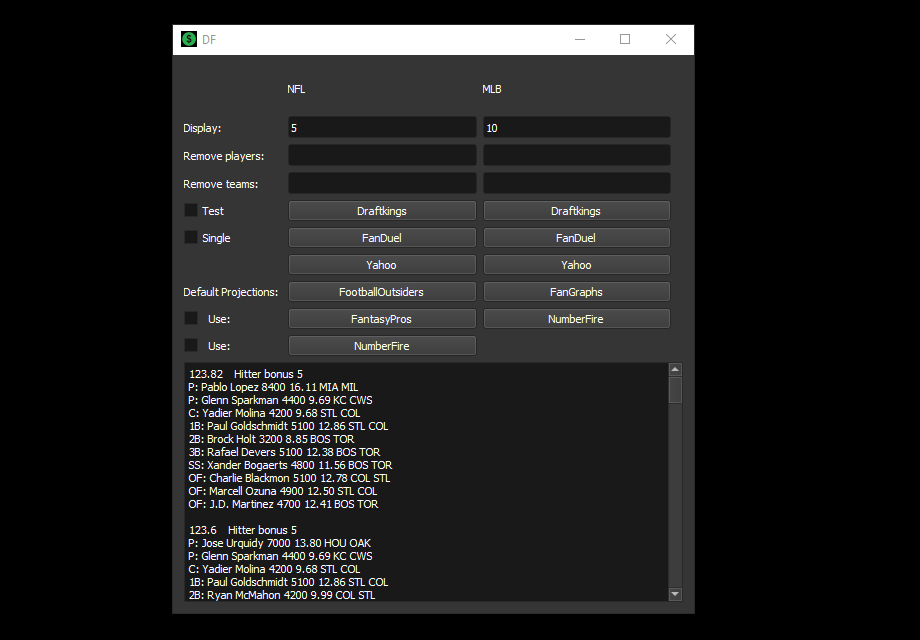 $ DF
NFL MLB
Display: 5 10
Remove players:
Remove teams:
Test Draftkings Draftkings
Single FanDuel FanDuel
Yahoo Yahoo
Default Projections: FootballOutsiders FanGraphs
Use: FantasyPros NumberFire
Use: NumberFire
123.82 Hitter bonus 5
P: Pablo Lopez 8400 16.11 MIA MIL
P: Glenn Sparkman 4400 9.69 KC CWS
C: Yadier Molina 4200 9.68 STL COL
1B: Paul Goldschmidt 5100 12.86 STL COL
2B: Brock Holt 3200 8.85 BOS TOR
3B: Rafael Devers 5100 12.38 BOS TOR
SS: Xander Bogaerts 4800 11.56 BOS TOR
OF: Charlie Blackmon 5100 12.78 COL STL
OF: Marcell Ozuna 4900 12.50 STL COL
OF: J.D. Martinez 4700 12.41 BOS TOR
123.6 Hitter bonus 5
P: Jose Urquidy 7000 13.80 HOU OAK
P: Glenn Sparkman 4400 9.69 KC CWS
C: Yadier Molina 4200 9.68 STL COL
1B: Paul Goldschmidt 5100 12.86 STL COL
2B: Ryan McMahon 4200 9.99 COL STL